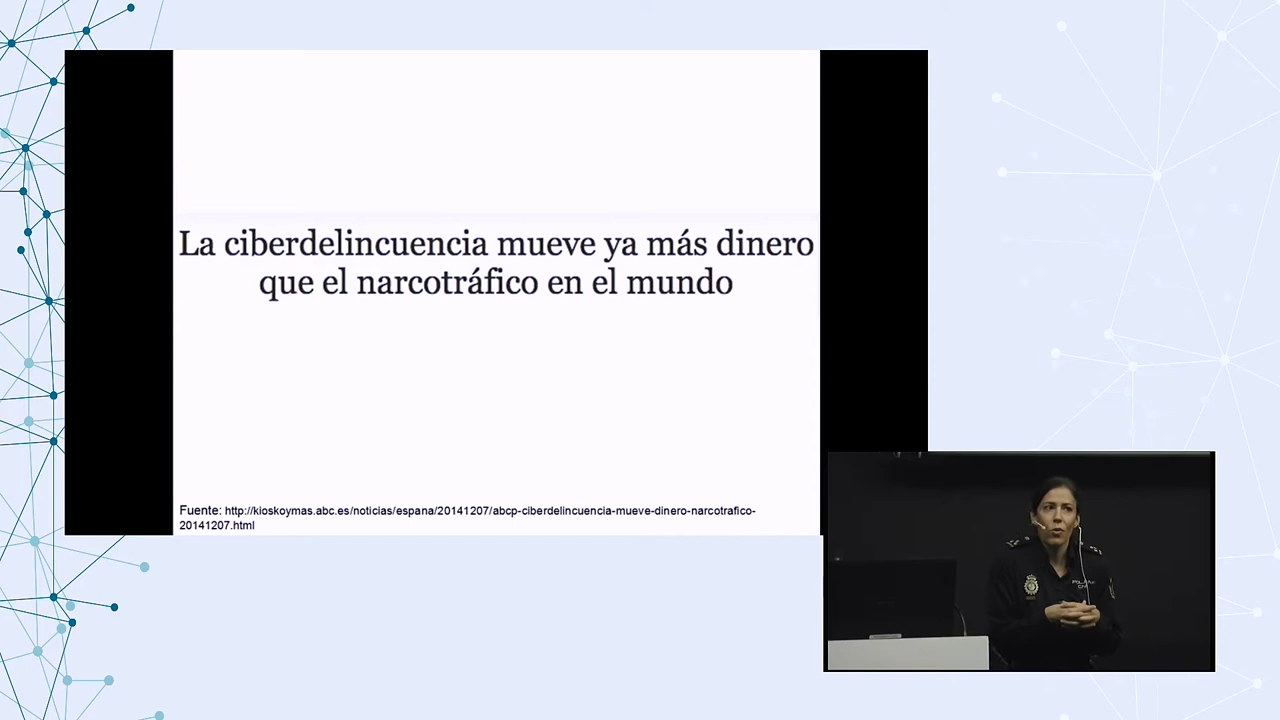 La ciberdelincuencia mueve ya más dinero
que el narcotráfico en el mundo
Fuente: http://kioskoymas.abc.es/noticias/espana/20141207/abcp-ciberdelincuencia-mueve-dinero-narcotrafico-
20141207.html